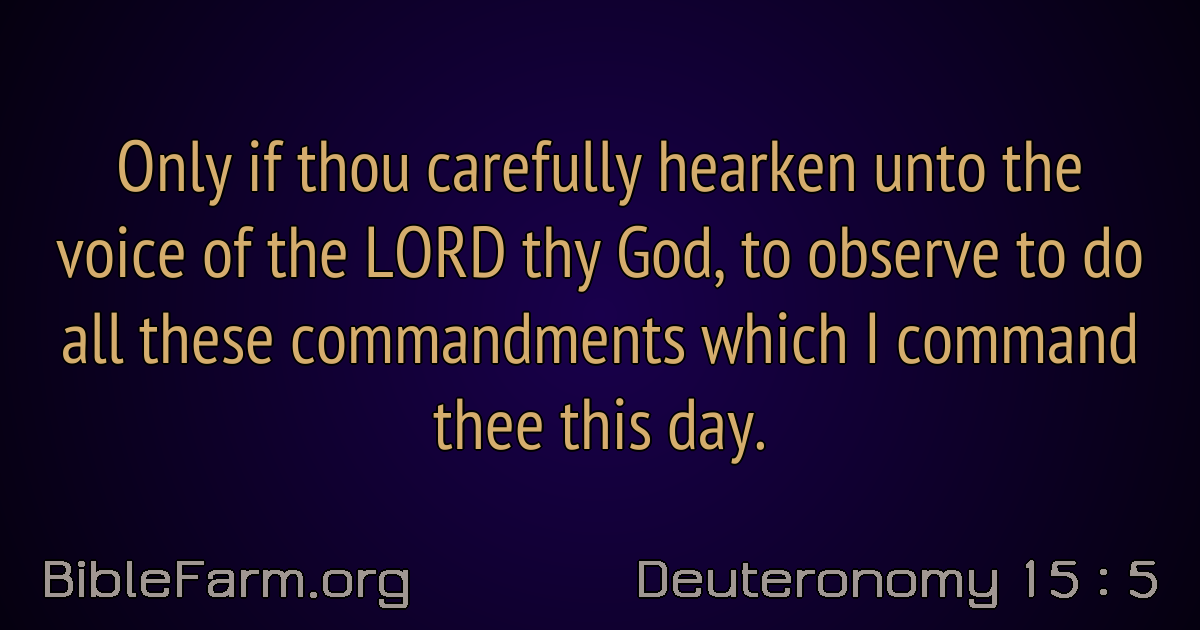 Only if thou carefully hearken unto the
voice of the LORD thy God, to observe to do
all these commandments which I command
thee this day.
BibleFarm.org
Deuteronomy 15 : 5